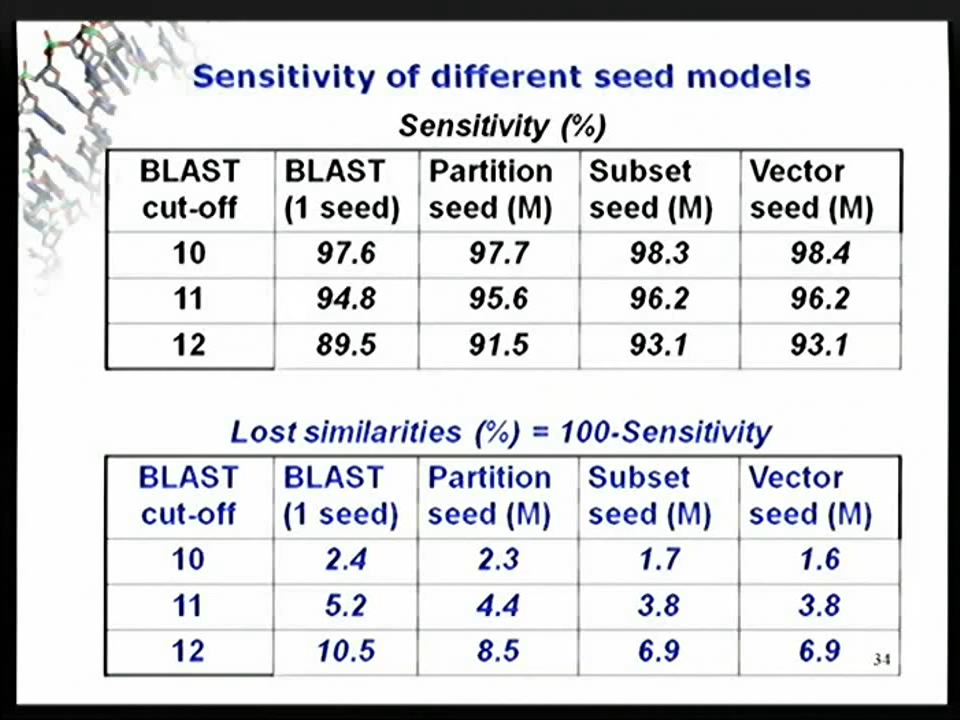 Sensitivity of different seed models
Sensitivity (%)
BLAST cut-off BLAST (1 seed) Partition seed (M) Subset seed (M) Vector seed (M)
10 97.6 97.7 98.3 98.4
11 94.8 95.6 96.2 96.2
12 89.5 91.5 93.1 93.1
Lost similarities (%) = 100-Sensitivity
BLAST cut-off BLAST (1 seed) Partition seed (M) Subset seed (M) Vector seed (M)
10 2.4 2.3 1.7 1.6
11 5.2 4.4 3.8 3.8
12 10.5 8.5 6.9 6.9
34